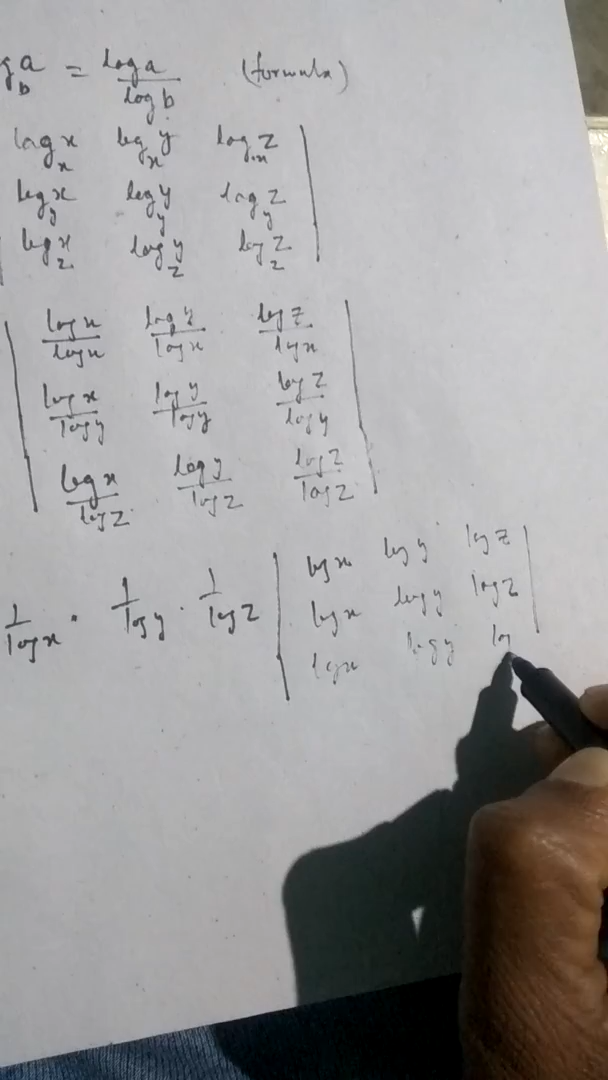 g_b a = log a / log b (formula)
log_x x log_x y log_x z
log_y x log_y y log_y z
log_z x log_z y log_z z
log x / log x log y / log x log z / log x
log x / log y log y / log y log z / log y
log x / log z log y / log z log z / log z
1 / log x · 1 / log y · 1 / log z | log x log y log z |
log x log y log z
log x log y log